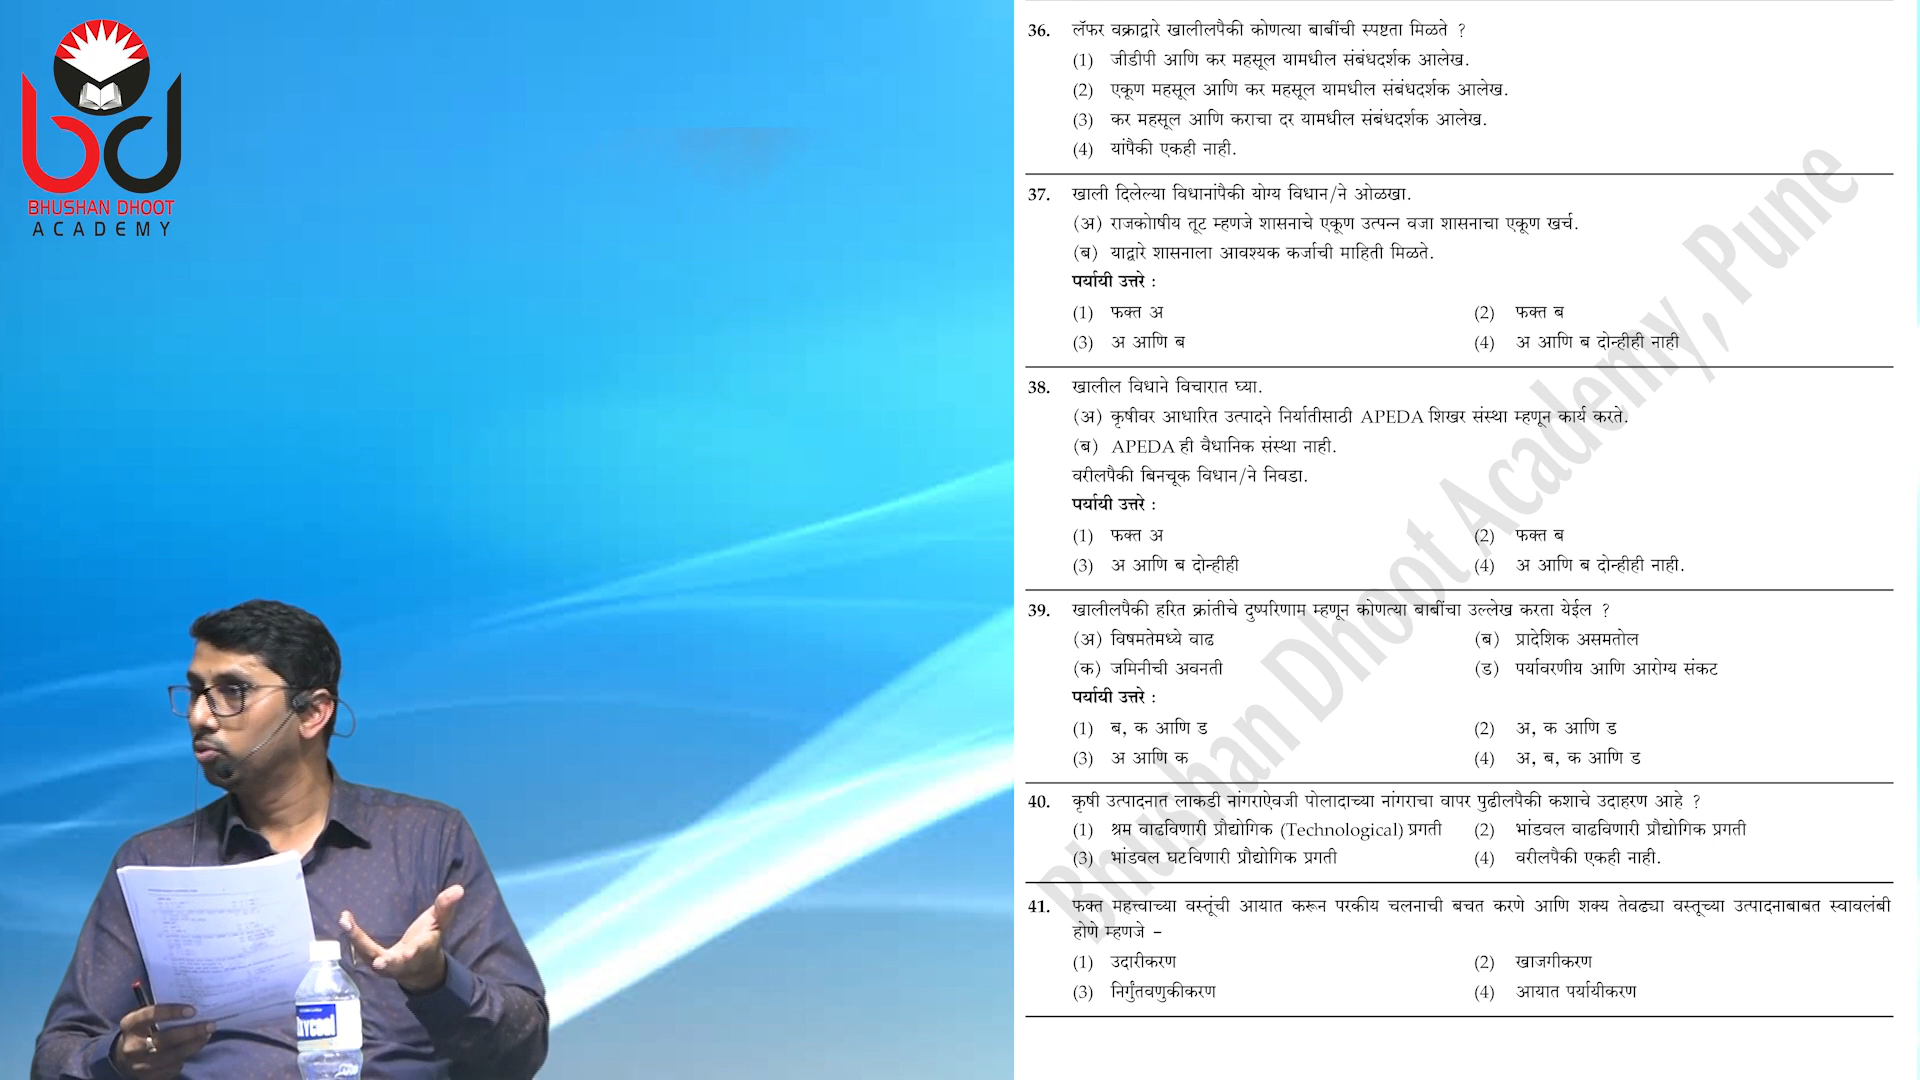 bd
BHUSHAN DHOOT
ACADEMY
36. लॅफर वक्राद्वारे खालीलपैकी कोणत्या बाबींची स्पष्टता मिळते ?
(1) जीडीपी आणि कर महसूल यामधील संबंधदर्शक आलेख.
(2) एकूण महसूल आणि कर महसूल यामधील संबंधदर्शक आलेख.
(3) कर महसूल आणि कराचा दर यामधील संबंधदर्शक आलेख.
(4) यांपैकी एकही नाही.
37. खाली दिलेल्या विधानांपैकी योग्य विधान/ने ओळखा.
(अ) राजकोाषीय तूट म्हणजे शासनाचे एकूण उत्पन्न वजा शासनाचा एकूण खर्च.
(ब) याद्वारे शासनाला आवश्यक कर्जाची माहिती मिळते.
पर्यायी उत्तरे :
(1) फक्त अ (2) फक्त ब
(3) अ आणि ब (4) अ आणि ब दोन्हीही नाही
38. खालील विधाने विचारात घ्या.
(अ) कृषीवर आधारित उत्पादने निर्यातीसाठी APEDA शिखर संस्था म्हणून कार्य करते.
(ब) APEDA ही वैधानिक संस्था नाही.
वरीलपैकी बिनचूक विधान/ने निवडा.
पर्यायी उत्तरे :
(1) फक्त अ (2) फक्त ब
(3) अ आणि ब दोन्हीही (4) अ आणि ब दोन्हीही नाही.
39. खालीलपैकी हरित क्रांतीचे दुष्परिणाम म्हणून कोणत्या बाबींचा उल्लेख करता येईल ?
(अ) विषमतेमध्ये वाढ (ब) प्रादेशिक असमतोल
(क) जमिनीची अवनती (ड) पर्यावरणीय आणि आरोग्य संकट
पर्यायी उत्तरे :
(1) ब, क आणि ड (2) अ, क आणि ड
(3) अ आणि क (4) अ, ब, क आणि ड
40. कृषी उत्पादनात लाकडी नांगराऐवजी पोलादाच्या नांगराचा वापर पुढीलपैकी कशाचे उदाहरण आहे ?
(1) श्रम वाढविणारी प्रौद्योगिक (Technological) प्रगती (2) भांडवल वाढविणारी प्रौद्योगिक प्रगती
(3) भांडवल घटविणारी प्रौद्योगिक प्रगती (4) वरीलपैकी एकही नाही.
41. फक्त महत्त्वाच्या वस्तूंची आयात करून परकीय चलनाची बचत करणे आणि शक्य तेवढ्या वस्तूच्या उत्पादनाबाबत स्वावलंबी
होणे म्हणजे –
(1) उदारीकरण (2) खाजगीकरण
(3) निर्गुंतवणुकीकरण (4) आयात पर्यायीकरण
Bhushan Dhoot Academy, Pune